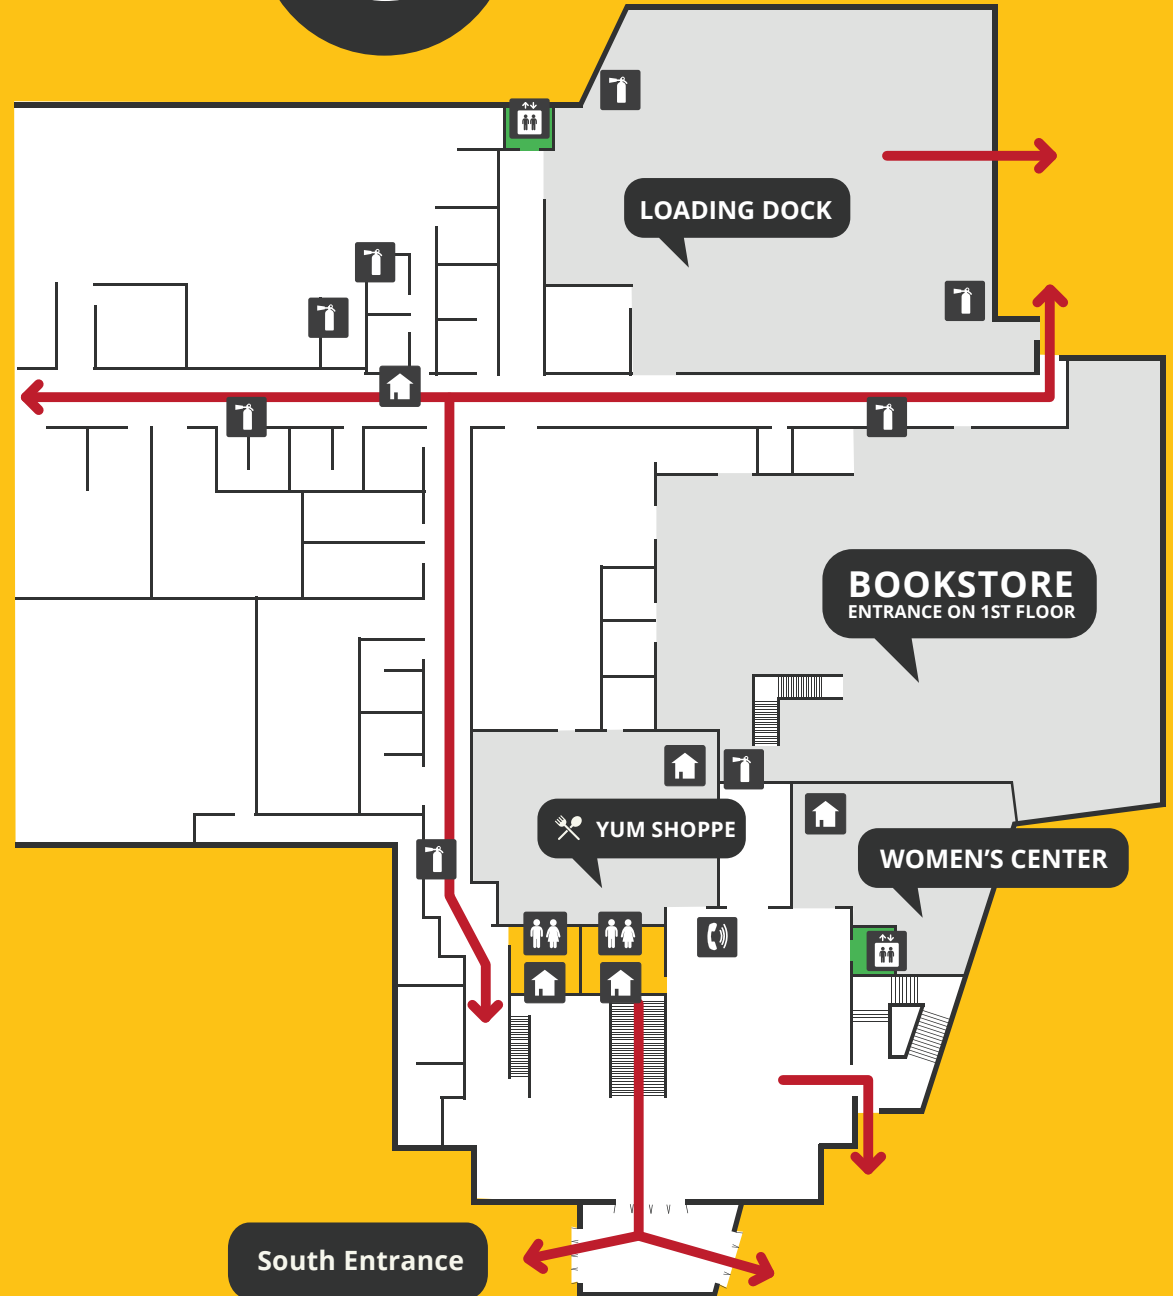 LOADING DOCK
BOOKSTORE
ENTRANCE ON 1ST FLOOR
YUM SHOPPE
WOMEN’S CENTER
South Entrance